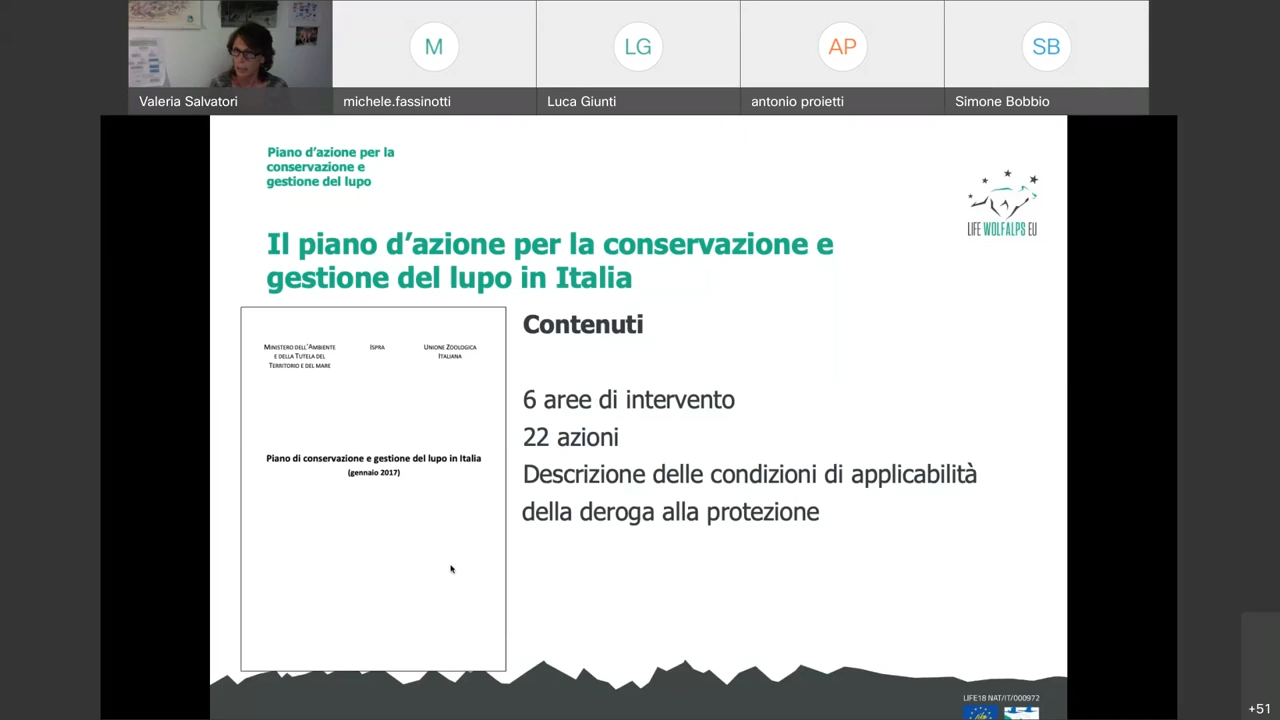 M
LG
AP
SB
Valeria Salvatori
michele.fassinotti
Luca Giunti
antonio proietti
Simone Bobbio
Piano d'azione per la
conservazione e
gestione del lupo
LIFE WOLFALPS EU
Il piano d'azione per la conservazione e
gestione del lupo in Italia
Ministero dell'Ambiente
e della Tutela del
Territorio e del mare
Ispra
Unione Zoologica
Italiana
Piano di conservazione e gestione del lupo in Italia
(gennaio 2017)
Contenuti
6 aree di intervento
22 azioni
Descrizione delle condizioni di applicabilità
della deroga alla protezione
LIFE18 NAT/IT/000972
+51